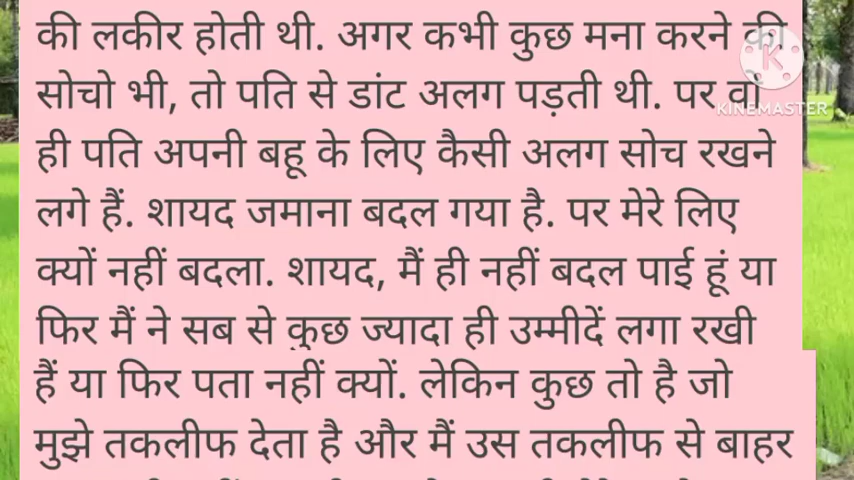 की लकीर होती थी. अगर कभी कुछ मना करने की
सोचो भी, तो पति से डांट अलग पड़ती थी. पर वो
KINEMASTER
ही पति अपनी बहू के लिए कैसी अलग सोच रखने
लगे हैं. शायद जमाना बदल गया है. पर मेरे लिए
क्यों नहीं बदला. शायद, मैं ही नहीं बदल पाई हूं या
फिर मैं ने सब से कुछ ज्यादा ही उम्मीदें लगा रखी
हैं या फिर पता नहीं क्यों. लेकिन कुछ तो है जो
मुझे तकलीफ देता है और मैं उस तकलीफ से बाहर